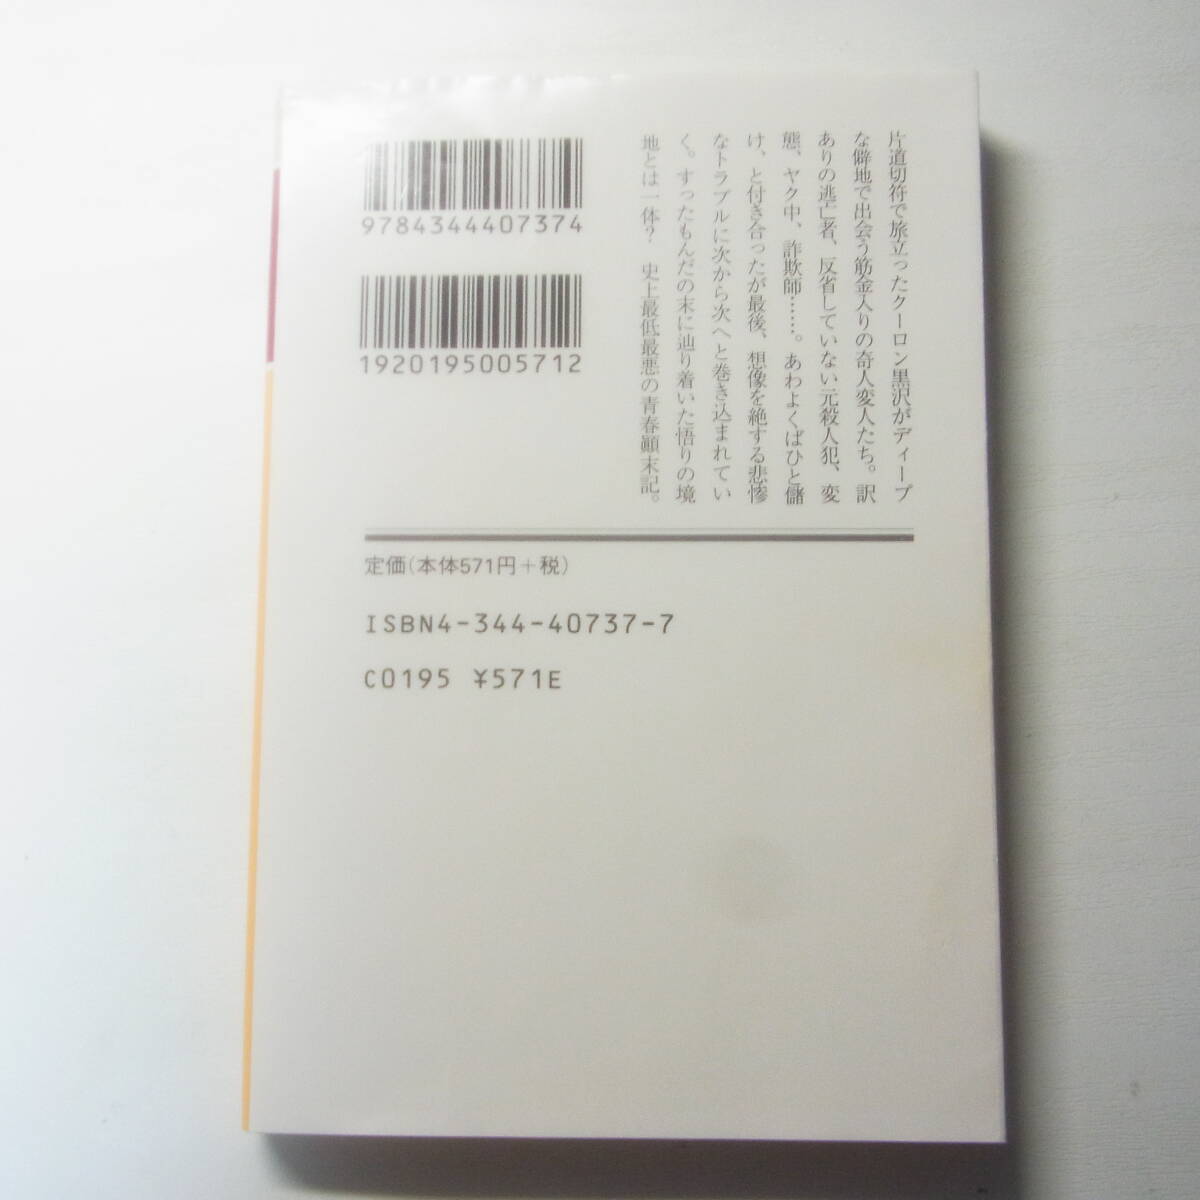 片道切符で旅立ったクーロン黒沢がディープ
な僻地で出会う筋金入りの奇人変人たち。訳
ありの逃亡者、反省していない元殺人犯、変
態、ヤク中、詐欺師……。あわよくばひと儲
け、と付き合ったが最後、想像を絶する悲惨
なトラブルに次から次へと巻き込まれてい
く。すったもんだの末に辿り着いた悟りの境
地とは一体？　史上最低最悪の青春顚末記。
9784344407374
1920195005712
定価(本体571円+税)
ISBN4-344-40737-7
C0195 ¥571E